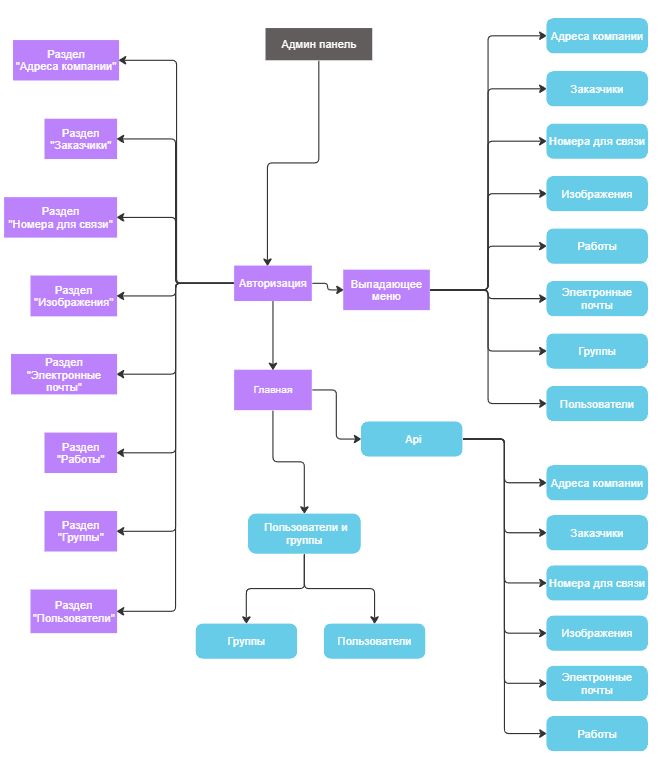 Админ панель
Раздел
"Адреса компании"
Раздел
"Заказчики"
Раздел
"Номера для связи"
Раздел
"Изображения"
Раздел
"Электронные
почты"
Раздел
"Работы"
Раздел
"Группы"
Раздел
"Пользователи"
Авторизация
Выпадающее
меню
Главная
Api
Пользователи и
группы
Группы
Пользователи
Адреса компании
Заказчики
Номера для связи
Изображения
Работы
Электронные
почты
Группы
Пользователи
Адреса компании
Заказчики
Номера для связи
Изображения
Электронные
почты
Работы